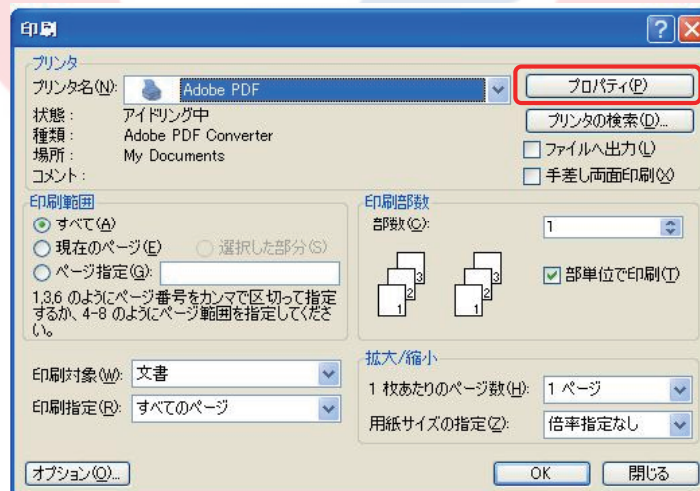 印刷
プリンタ
プリンタ名(N): Adobe PDF プロパティ(P)
状態: アイドリング中 プリンタの検索(D)...
種類: Adobe PDF Converter
場所: My Documents ファイルへ出力(L)
コメント: 手差し両面印刷(X)
印刷範囲
すべて(A)
現在のページ(E) 選択した部分(S)
ページ指定(G):
1,3,6 のようにページ番号をカンマで区切って指定
するか、4-8 のようにページ範囲を指定してくださ
い。
印刷部数
部数(C): 1
部単位で印刷(T)
1 2 3 1 2 3
印刷対象(W): 文書
印刷指定(R): すべてのページ
拡大/縮小
1 枚あたりのページ数(H): 1 ページ
用紙サイズの指定(Z): 倍率指定なし
オプション(O)... OK 閉じる